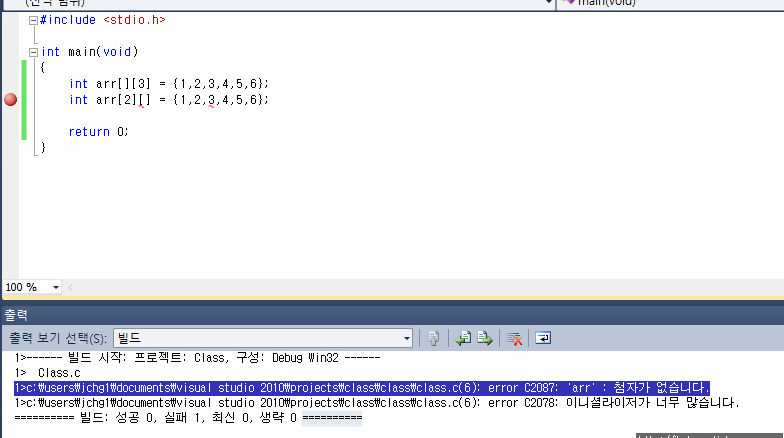 main(void)
#include <stdio.h>
int main(void)
{
int arr[][3] = {1,2,3,4,5,6};
int arr[2][] = {1,2,3,4,5,6};
return 0;
}
100 %
출력
출력 보기 선택(S): 빌드
1>------ 빌드 시작: 프로젝트: Class, 구성: Debug Win32 ------
1> Class.c
1>c:₩users₩jchg1₩documents₩visual studio 2010₩projects₩class₩class₩class.c(6): error C2087: 'arr' : 첨자가 없습니다.
1>c:₩users₩jchg1₩documents₩visual studio 2010₩projects₩class₩class₩class.c(6): error C2078: 이니셜라이저가 너무 많습니다.
========== 빌드: 성공 0, 실패 1, 최신 0, 생략 0 ==========